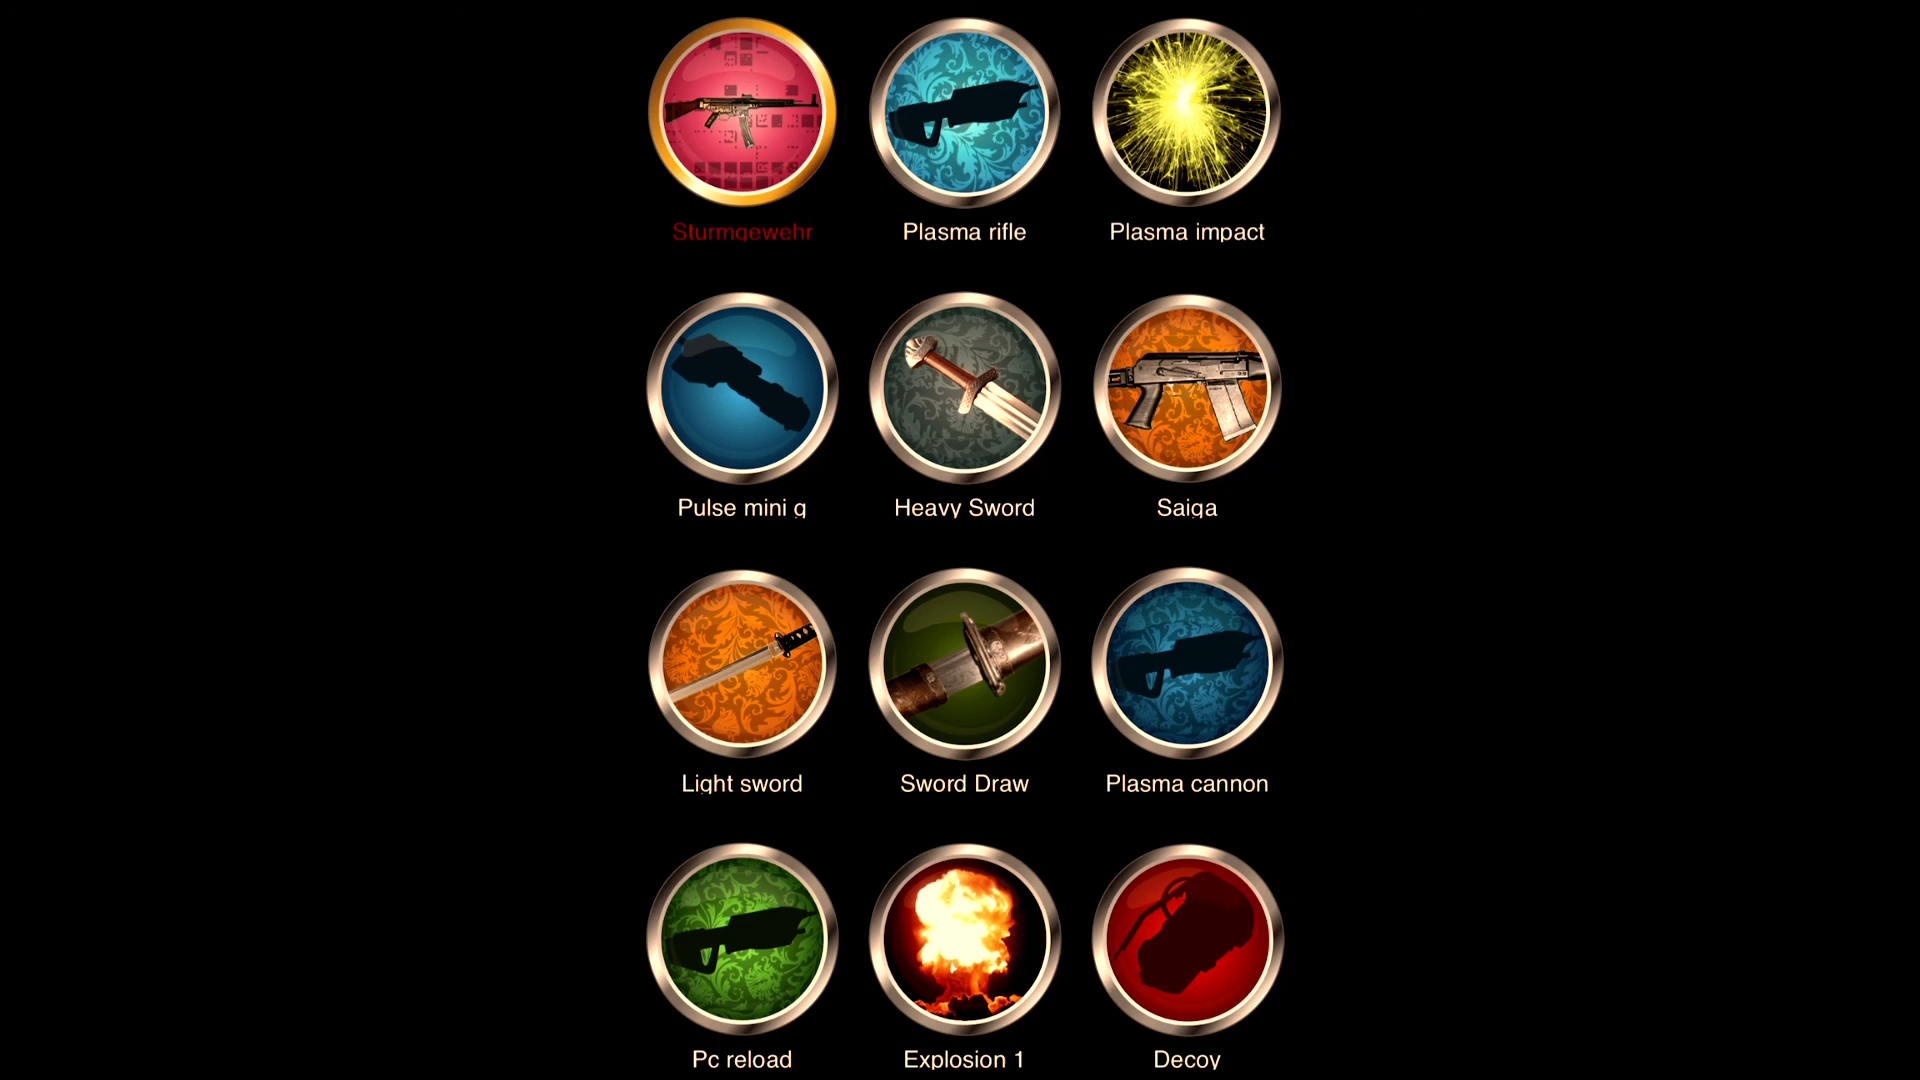 Sturmgewehr
Plasma rifle
Plasma impact
Pulse mini g
Heavy Sword
Saiga
Light sword
Sword Draw
Plasma cannon
Pc reload
Explosion 1
Decoy